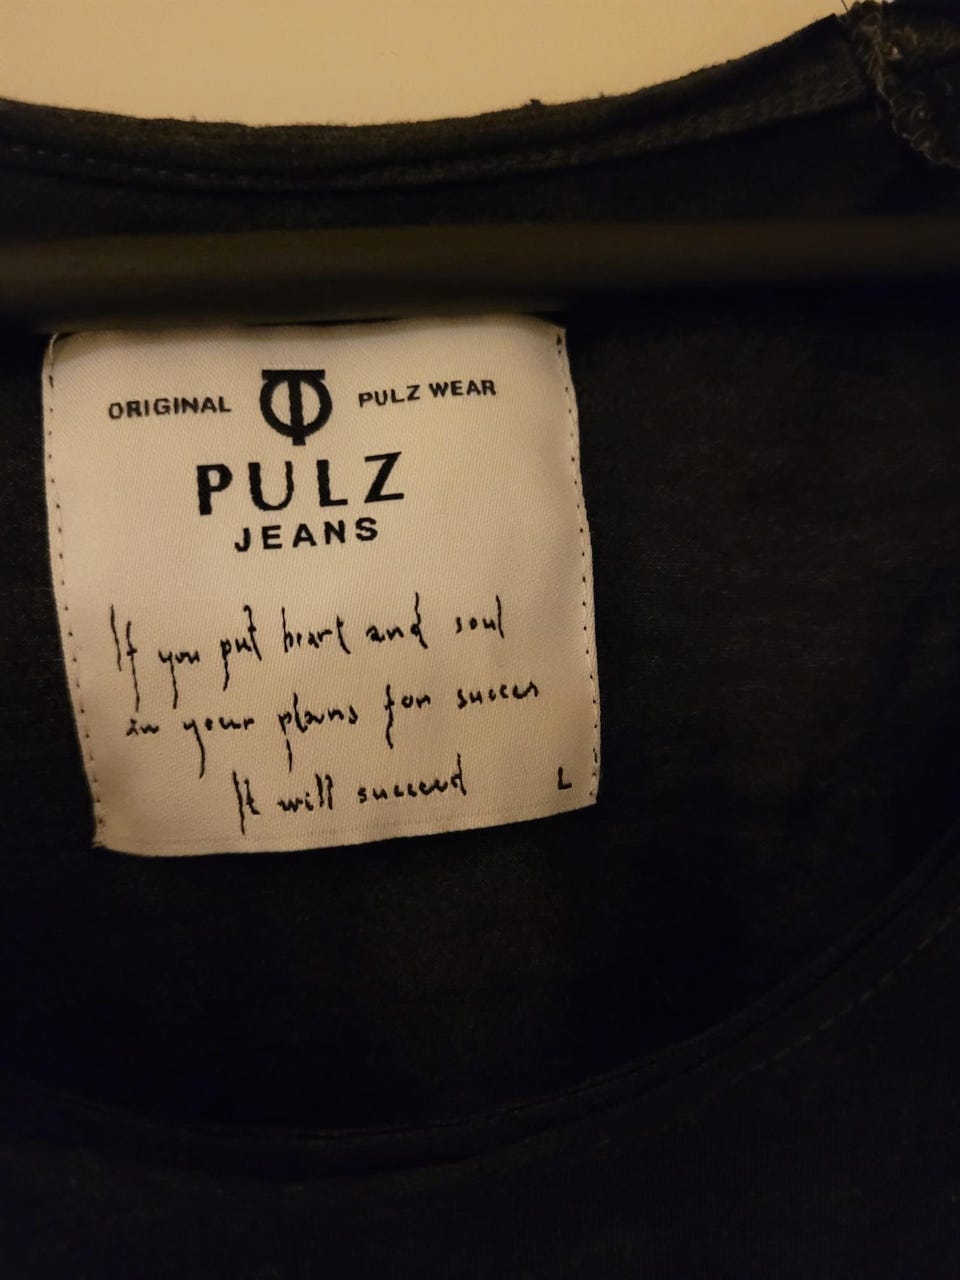 ORIGINAL PULZ WEAR
PULZ
JEANS
If you put heart and soul
in your plans for succes
It will succeed
L